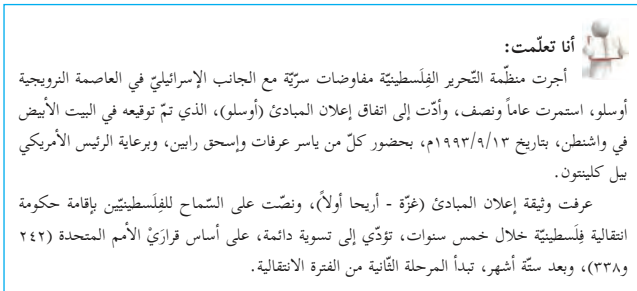 أنا تعلّمت:
أجرت منظّمة التّحرير الفِلَسطينيّة مفاوضات سرّيّة مع الجانب الإسرائيليّ في العاصمة النرويجية
أوسلو، استمرت عاماً ونصف، وأدّت إلى اتفاق إعلان المبادئ (أوسلو)، الذي تمّ توقيعه في البيت الأبيض
في واشنطن، بتاريخ ١٩٩٣/٩/١٣م، بحضور كلّ من ياسر عرفات وإسحق رابين، وبرعاية الرئيس الأمريكي
بيل كلينتون.
عرفت وثيقة إعلان المبادئ (غزّة - أريحا أولاً)، ونصّت على السّماح للفِلَسطينيّين بإقامة حكومة
انتقالية فِلَسطينيّة خلال خمس سنوات، تؤدّي إلى تسوية دائمة، على أساس قرارَيْ الأمم المتحدة (٢٤٢
و٣٣٨)، وبعد ستّة أشهر، تبدأ المرحلة الثّانية من الفترة الانتقالية.